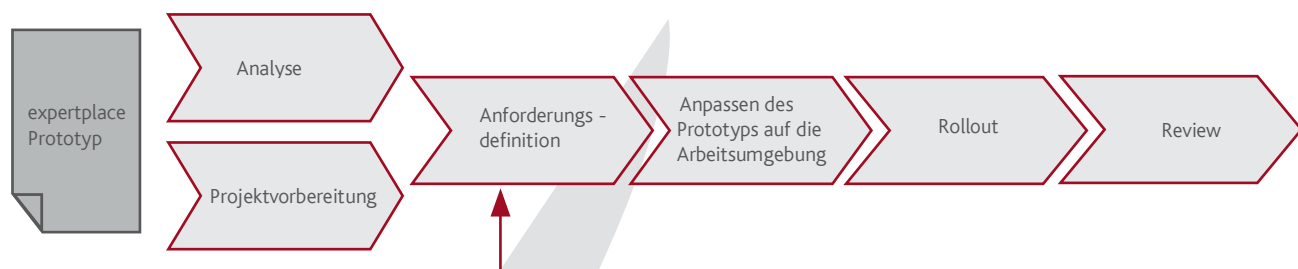 expertplace
Prototyp
Analyse
Projektvorbereitung
Anforderungs -
definition
Anpassen des
Prototyps auf die
Arbeitsumgebung
Rollout
Review